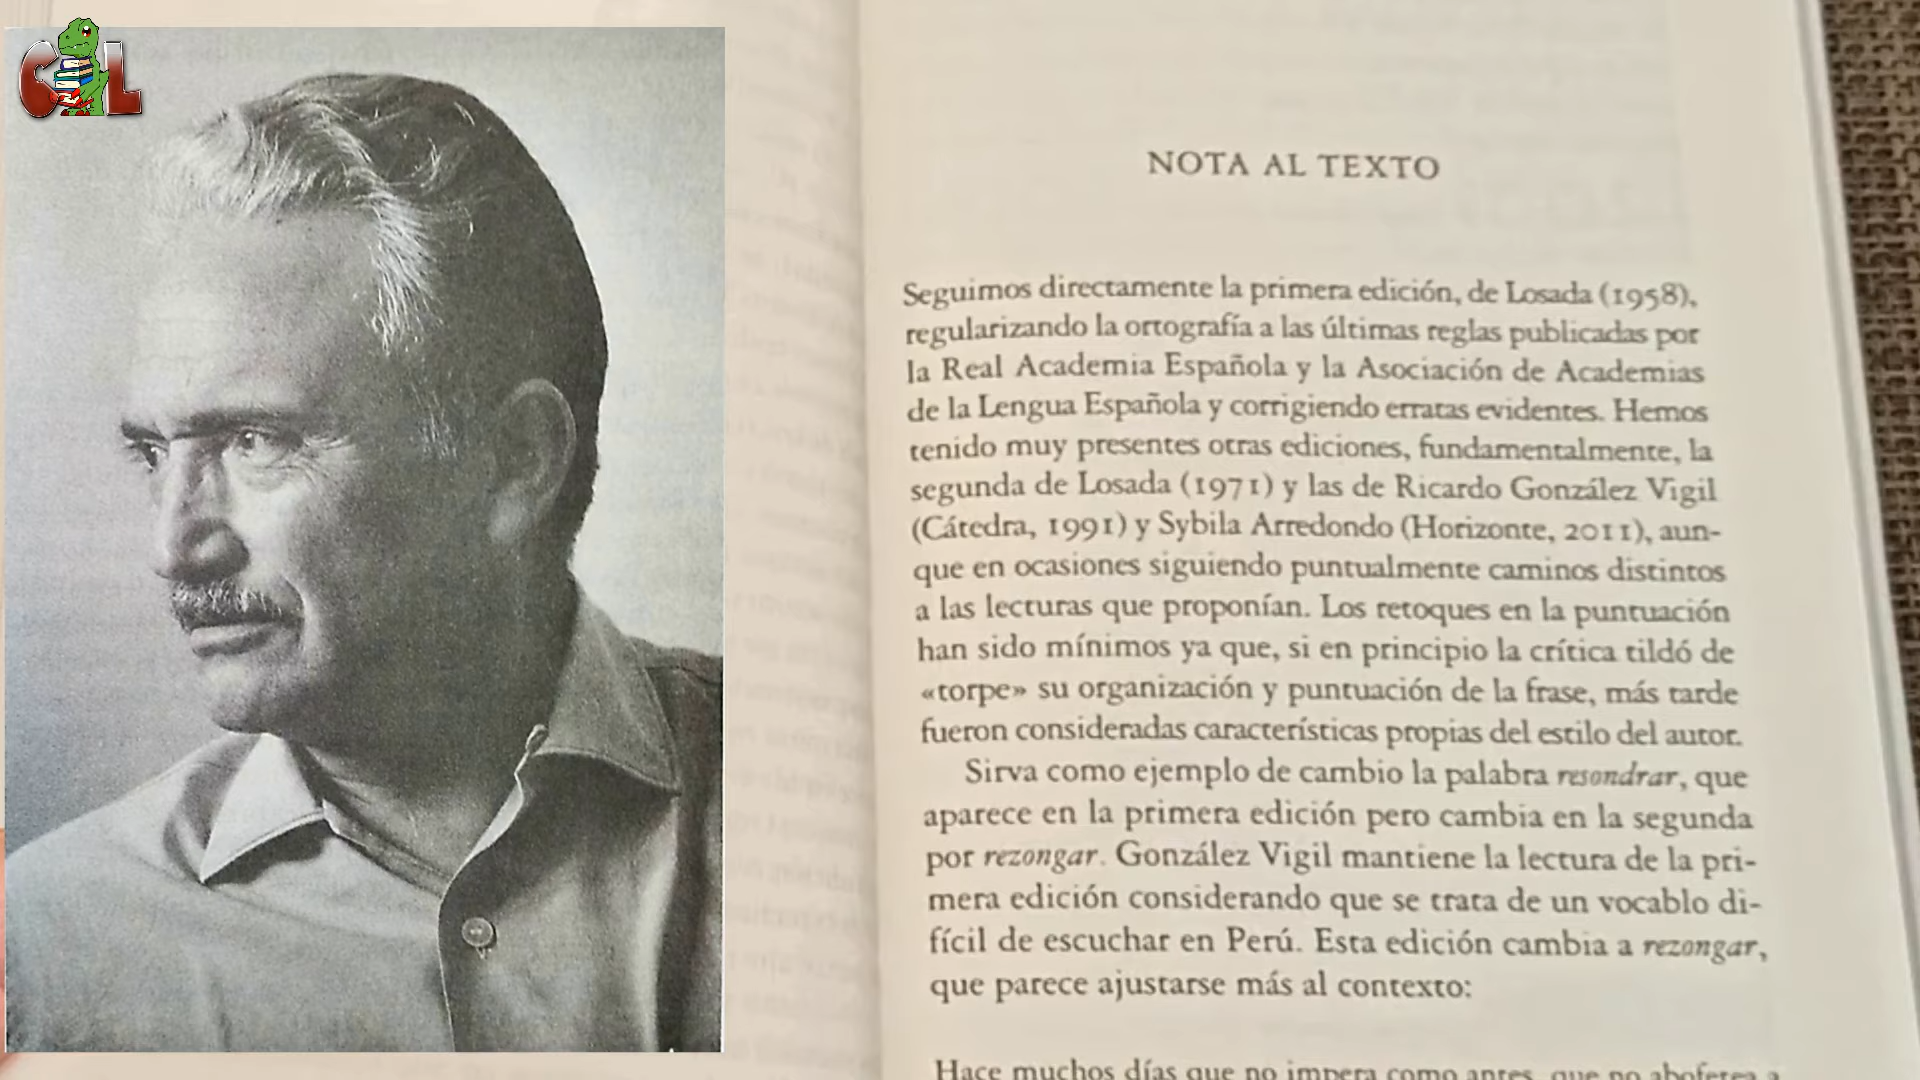 CL
NOTA AL TEXTO
Seguimos directamente la primera edición, de Losada (1958),
regularizando la ortografía a las últimas reglas publicadas por
la Real Academia Española y la Asociación de Academias
de la Lengua Española y corrigiendo erratas evidentes. Hemos
tenido muy presentes otras ediciones, fundamentalmente, la
segunda de Losada (1971) y las de Ricardo González Vigil
(Cátedra, 1991) y Sybila Arredondo (Horizonte, 2011), aun-
que en ocasiones siguiendo puntualmente caminos distintos
a las lecturas que proponían. Los retoques en la puntuación
han sido mínimos ya que, si en principio la crítica tildó de
«torpe» su organización y puntuación de la frase, más tarde
fueron consideradas características propias del estilo del autor.
Sirva como ejemplo de cambio la palabra resondrar, que
aparece en la primera edición pero cambia en la segunda
por rezongar. González Vigil mantiene la lectura de la pri-
mera edición considerando que se trata de un vocablo di-
fícil de escuchar en Perú. Esta edición cambia a rezongar,
que parece ajustarse más al contexto:
Hace muchos días que no impera como antes, que no abofetea a